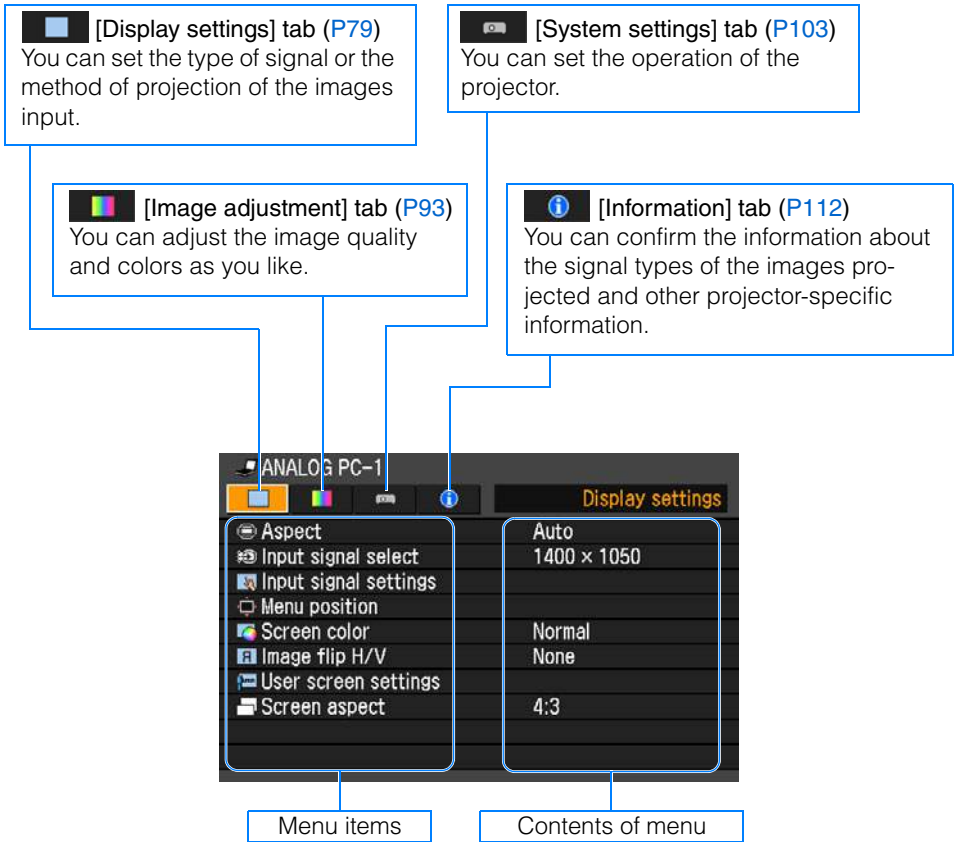 [Display settings] tab (P79)
You can set the type of signal or the
method of projection of the images
input.
[System settings] tab (P103)
You can set the operation of the
projector.
[Image adjustment] tab (P93)
You can adjust the image quality
and colors as you like.
[Information] tab (P112)
You can confirm the information about
the signal types of the images pro-
jected and other projector-specific
information.
ANALOG PC-1
Display settings
Aspect Auto
Input signal select 1400 × 1050
Input signal settings
Menu position
Screen color Normal
Image flip H/V None
User screen settings
Screen aspect 4:3
Menu items
Contents of menu